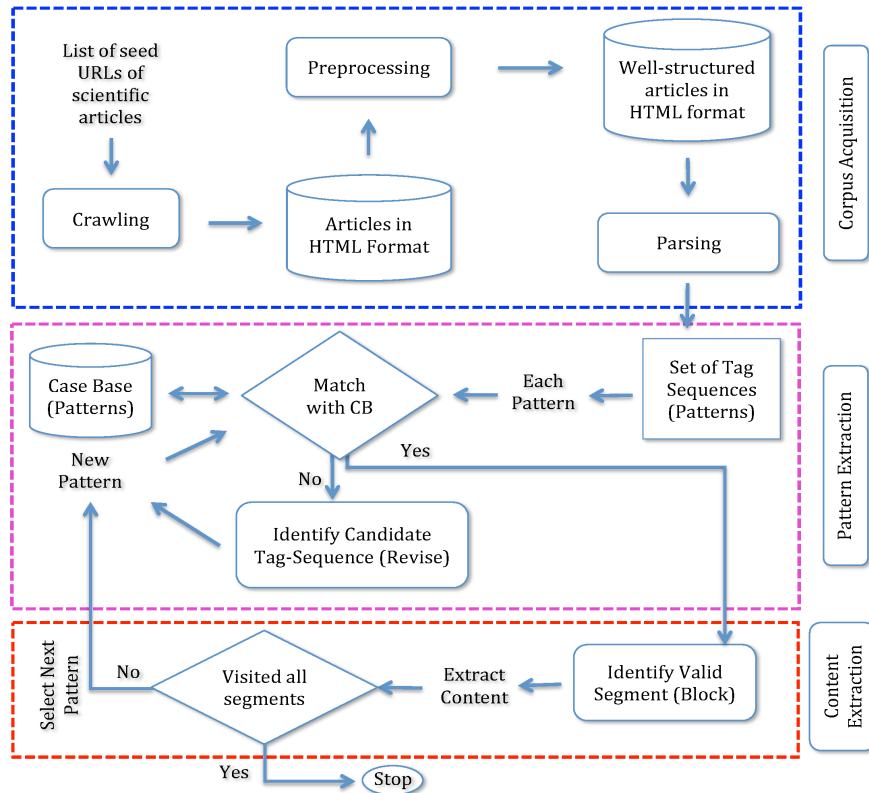 List of seed
URLs of
scientific
articles
Preprocessing
Well-structured
articles in
HTML format
Crawling
Articles in
HTML Format
Parsing
Corpus Acquisition
Case Base
(Patterns)
Match
with CB
Each
Pattern
Set of Tag
Sequences
(Patterns)
New
Pattern
No
Yes
Identify Candidate
Tag-Sequence (Revise)
Pattern Extraction
Select Next
Pattern
No
Visited all
segments
Extract
Content
Identify Valid
Segment (Block)
Content
Extraction
Yes
Stop